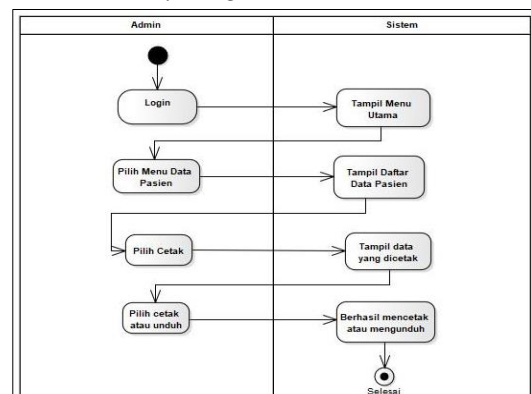 Admin
Sistem
Login
Tampil Menu
Utama
Pilih Menu Data
Pasien
Tampil Daftar
Data Pasien
Pilih Cetak
Tampil data
yang dicetak
Pilih cetak
atau unduh
Berhasil mencetak
atau mengunduh
Selesai